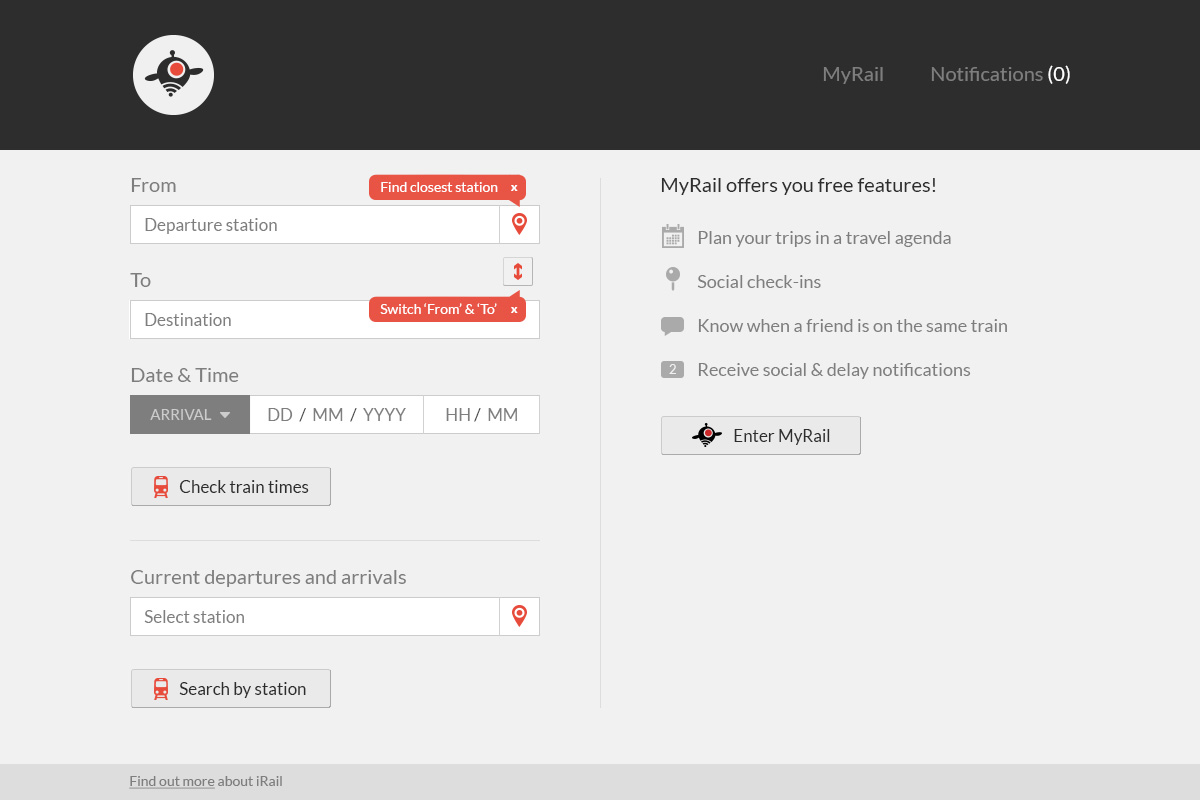 MyRail
Notifications (0)
From
Find closest station x
Departure station
To
Switch ‘From’ & ‘To’ x
Destination
Date & Time
ARRIVAL DD / MM / YYYY HH / MM
Check train times
Current departures and arrivals
Select station
Search by station
MyRail offers you free features!
Plan your trips in a travel agenda
Social check-ins
Know when a friend is on the same train
2 Receive social & delay notifications
Enter MyRail
Find out more about iRail